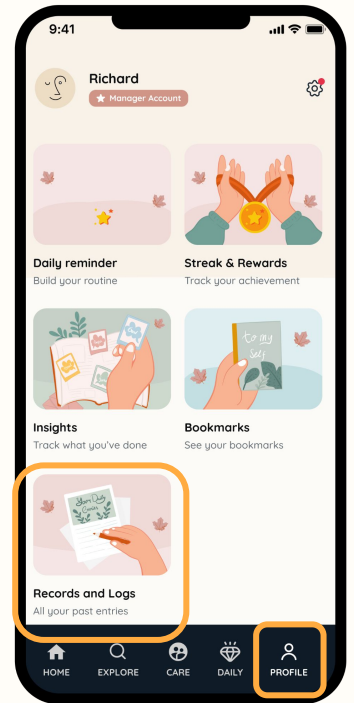 9:41
Richard
Manager Account
Daily reminder
Build your routine
Streak & Rewards
Track your achievement
to my
self
Insights
Track what you've done
Bookmarks
See your bookmarks
Records and Logs
All your past entries
HOME
EXPLORE
CARE
DAILY
PROFILE